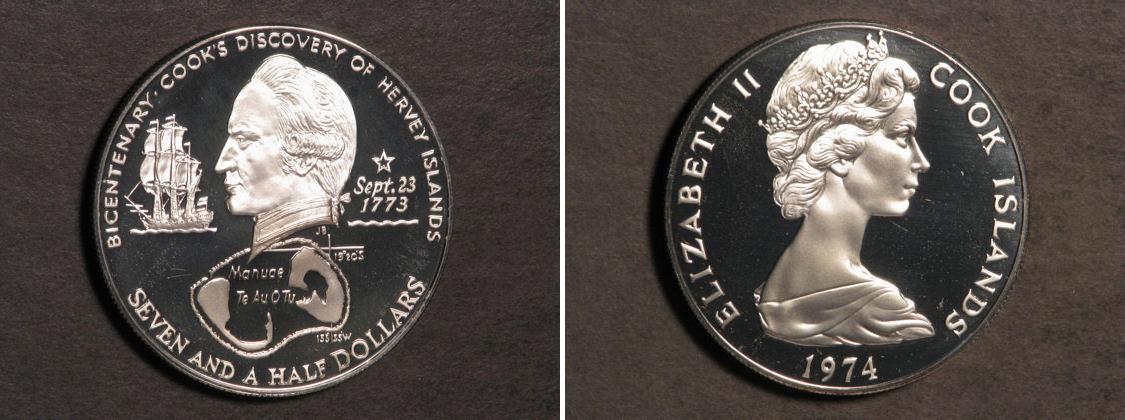 BICENTENARY · COOK'S DISCOVERY OF HERVEY ISLANDS
Sept. 23
1773
JB
Manuae
Te Au O Tu
SEVEN AND A HALF DOLLARS
ELIZABETH II
COOK ISLANDS
1974